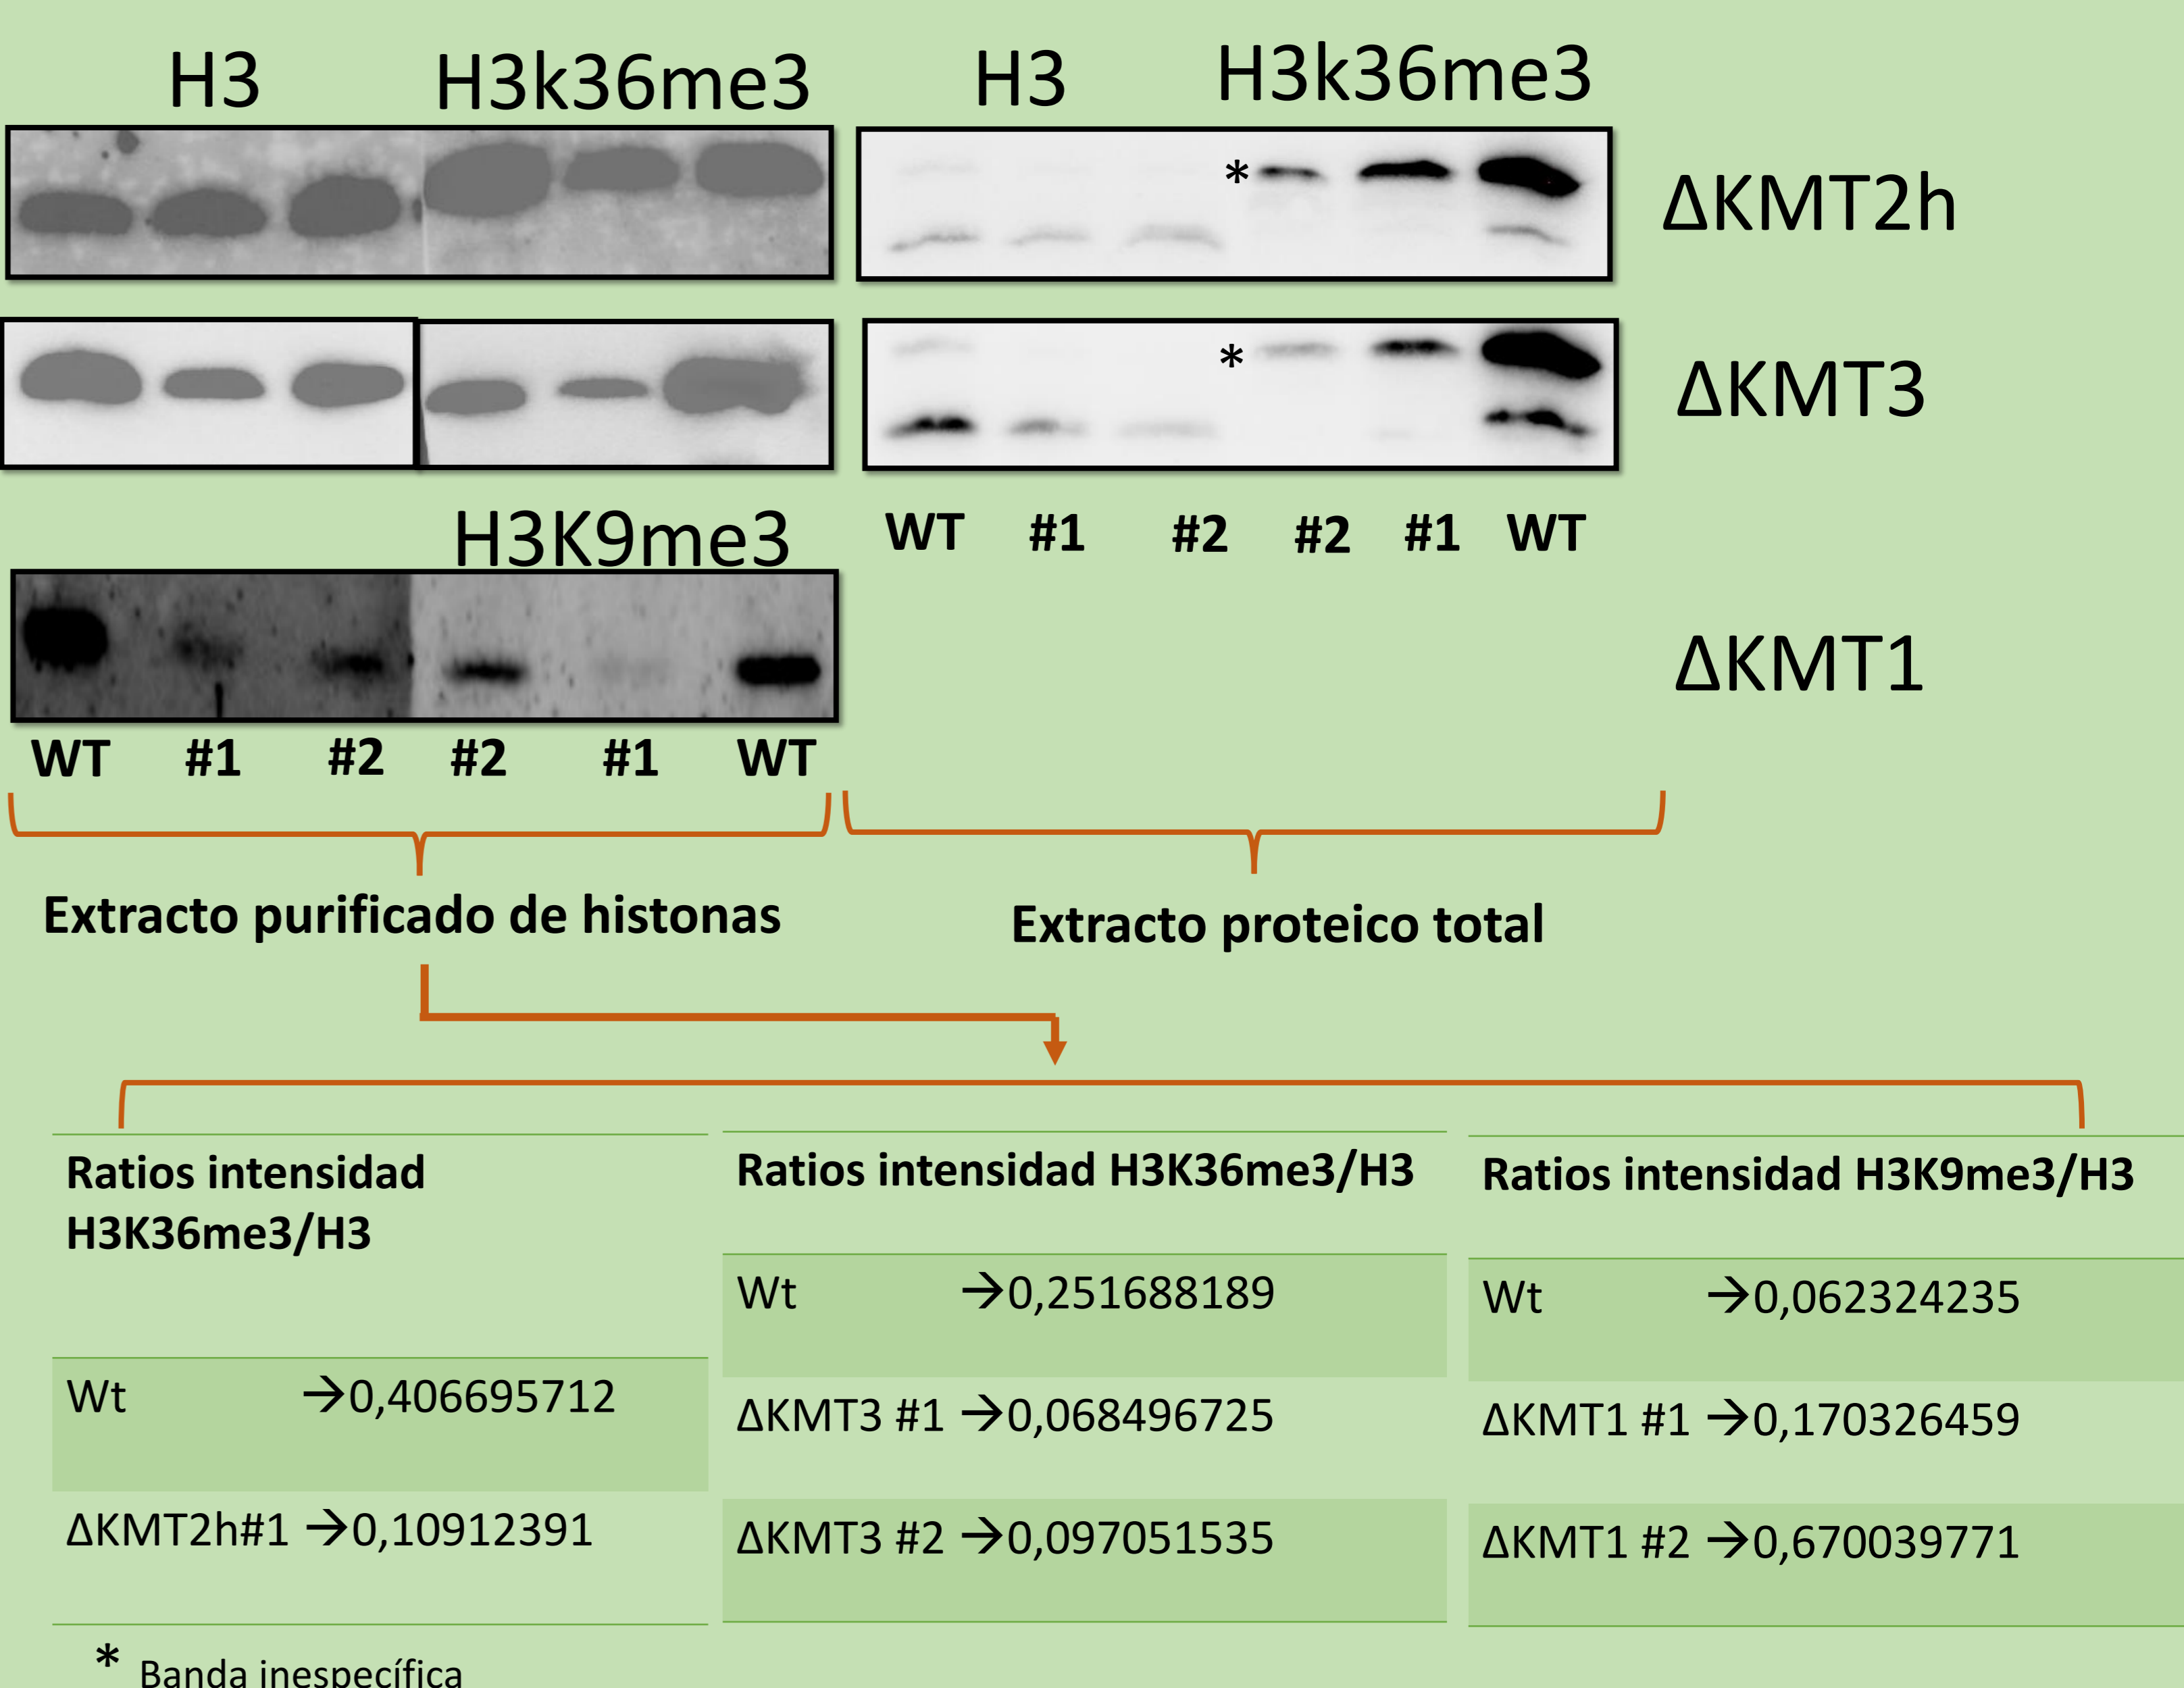 H3 H3k36me3 H3 H3k36me3
* ΔKMT2h
* ΔKMT3
WT #1 #2 #2 #1 WT
H3K9me3
ΔKMT1
WT #1 #2 #2 #1 WT
Extracto purificado de histonas
Extracto proteico total
Ratios intensidad
H3K36me3/H3
Wt →0,406695712
ΔKMT2h#1 →0,10912391
Ratios intensidad H3K36me3/H3
Wt →0,251688189
ΔKMT3 #1 →0,068496725
ΔKMT3 #2 →0,097051535
Ratios intensidad H3K9me3/H3
Wt →0,062324235
ΔKMT1 #1 →0,170326459
ΔKMT1 #2 →0,670039771
* Banda inespecífica